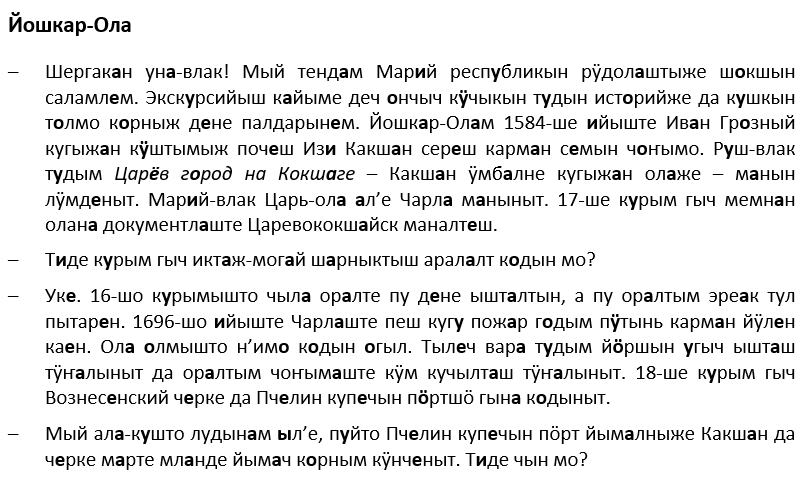 Йошкар-Ола
– Шергакан уна-влак! Мый тендам Марий республикын рӱдолаштыже шокшын
саламлем. Экскурсийыш кайыме деч ончыч кӱчыкын тудын историйже да кушкын
толмо корныж дене палдарынем. Йошкар-Олам 1584-ше ийыште Иван Грозный
кугыжан кӱштымыж почеш Изи Какшан сереш карман семын чоҥымо. Руш-влак
тудым Царёв город на Кокшаге – Какшан ӱмбалне кугыжан олаже – манын
лӱмденыт. Марий-влак Царь-ола ал’е Чарла маныныт. 17-ше курым гыч мемнан
олана документлаште Царевококшайск маналтеш.
– Тиде курым гыч иктаж-могай шарныктыш аралалт кодын мо?
– Уке. 16-шо курымышто чыла оралте пу дене ышталтын, а пу оралтым эреак тул
пытарен. 1696-шо ийыште Чарлаште пеш кугу пожар годым пӱтынь карман йӱлен
каен. Ола олмышто н’имо кодын огыл. Тылеч вара тудым йӧршын угыч ышташ
тӱҥалыныт да оралтым чоҥымаште кӱм кучылташ тӱҥалыныт. 18-ше курым гыч
Вознесенский черке да Пчелин купечын пӧртшӧ гына кодыныт.
– Мый ала-кушто лудынам ыл’е, пуйто Пчелин купечын пӧрт йымалныже Какшан да
черке марте мланде йымач корным кӱнченыт. Тиде чын мо?